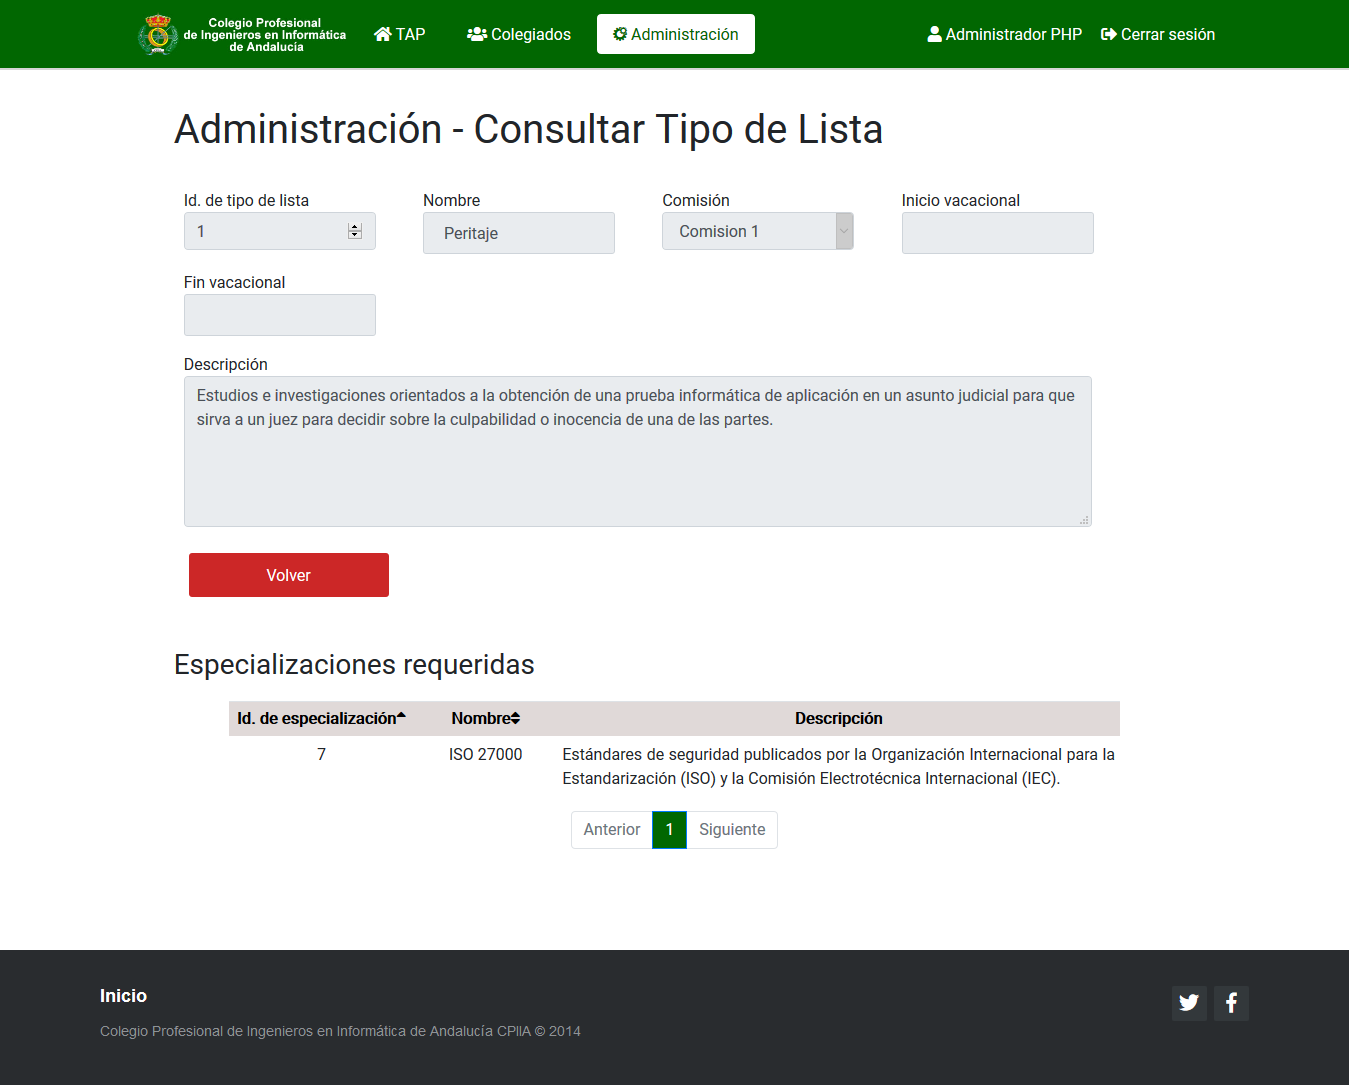 Colegio Profesional
de Ingenieros en Informática
de Andalucía
TAP
Colegiados
Administración
Administrador PHP
Cerrar sesión
Administración - Consultar Tipo de Lista
Id. de tipo de lista
1
Nombre
Peritaje
Comisión
Comision 1
Inicio vacacional
Fin vacacional
Descripción
Estudios e investigaciones orientados a la obtención de una prueba informática de aplicación en un asunto judicial para que
sirva a un juez para decidir sobre la culpabilidad o inocencia de una de las partes.
Volver
Especializaciones requeridas
Id. de especialización Nombre Descripción
7 ISO 27000 Estándares de seguridad publicados por la Organización Internacional para la
Estandarización (ISO) y la Comisión Electrotécnica Internacional (IEC).
Anterior 1 Siguiente
Inicio
Colegio Profesional de Ingenieros en Informática de Andalucía CPIIA © 2014